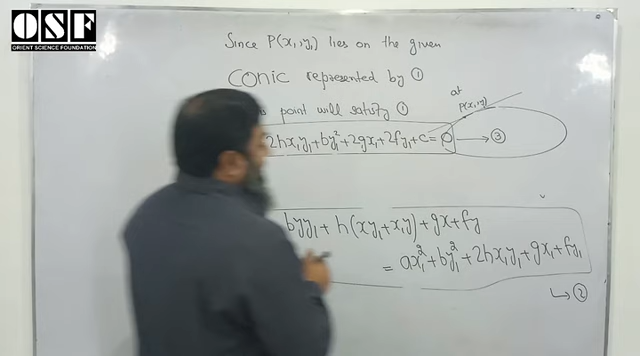 OSF
ORIENT SCIENCE FOUNDATION
Since P(x₁,y₁) lies on the given
CONIC represented by ①
point will satisfy ①
at
P(x₁,y₁)
2hx₁y₁+by₁²+2gx₁+2fy₁+c=0 → ③
byy₁+h(xy₁+x₁y)+gx+fy
=ax₁²+by₁²+2hx₁y₁+gx₁+fy₁
↳ ②